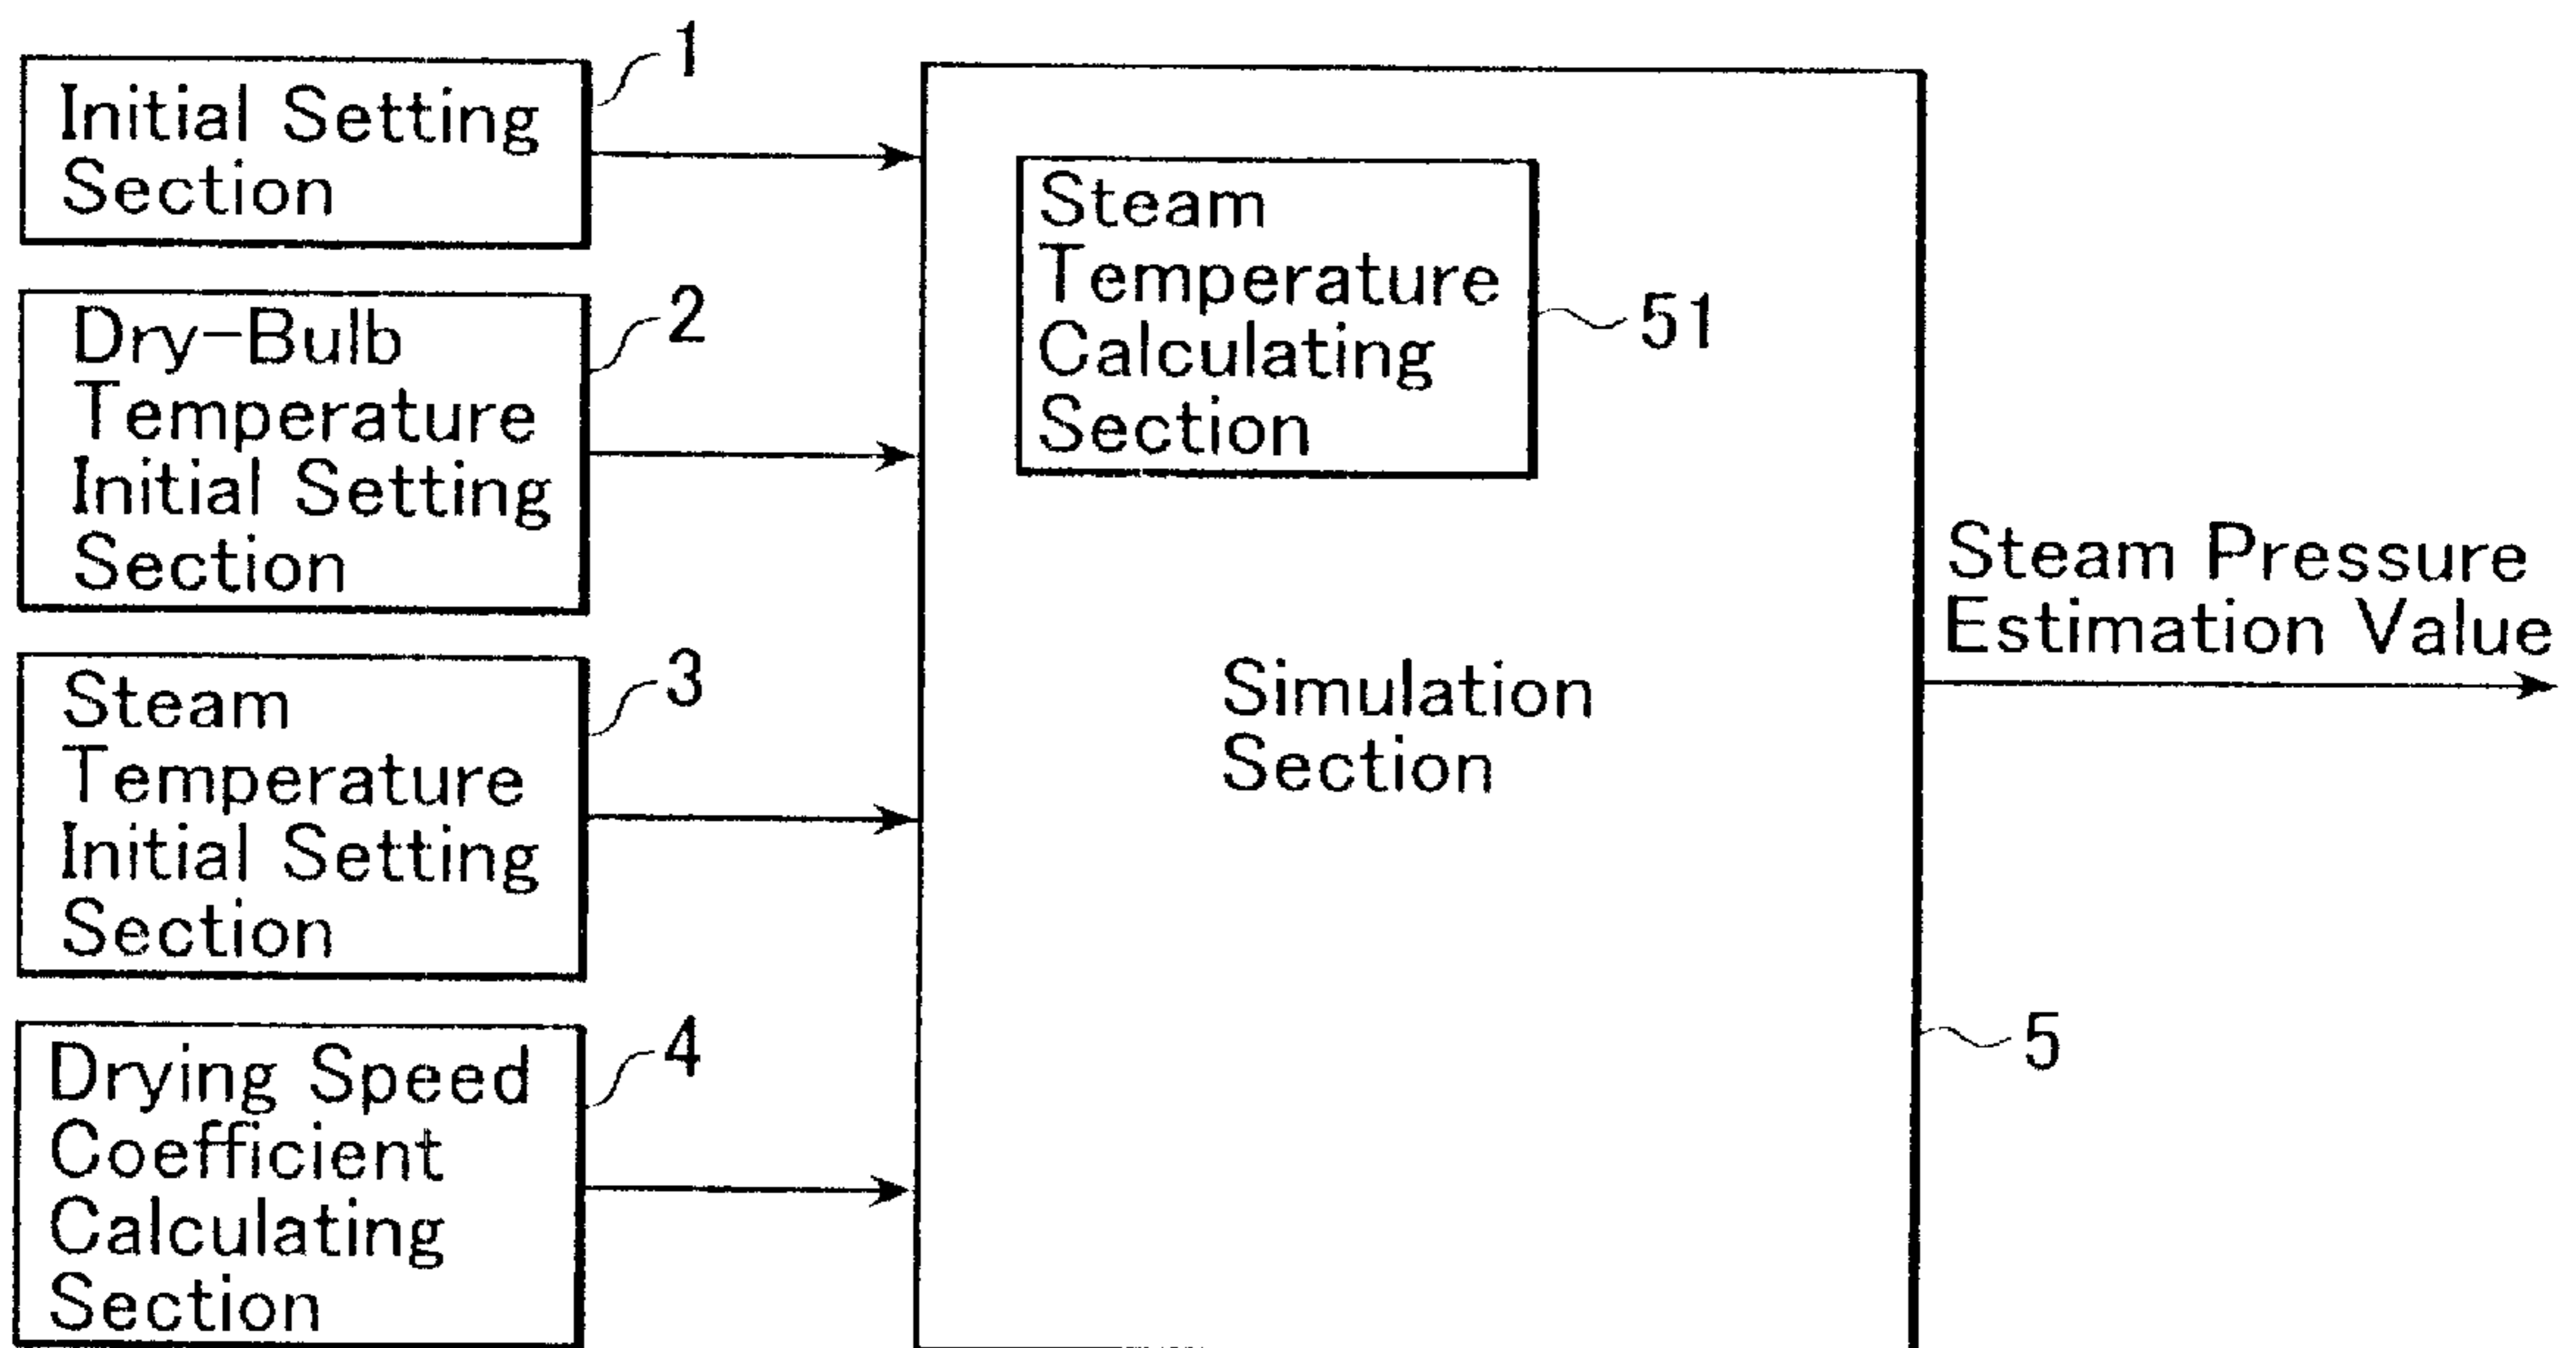 Initial Setting
Section
1
Dry-Bulb
Temperature
Initial Setting
Section
2
Steam
Temperature
Initial Setting
Section
3
Drying Speed
Coefficient
Calculating
Section
4
Steam
Temperature
Calculating
Section
51
Simulation
Section
5
Steam Pressure
Estimation Value